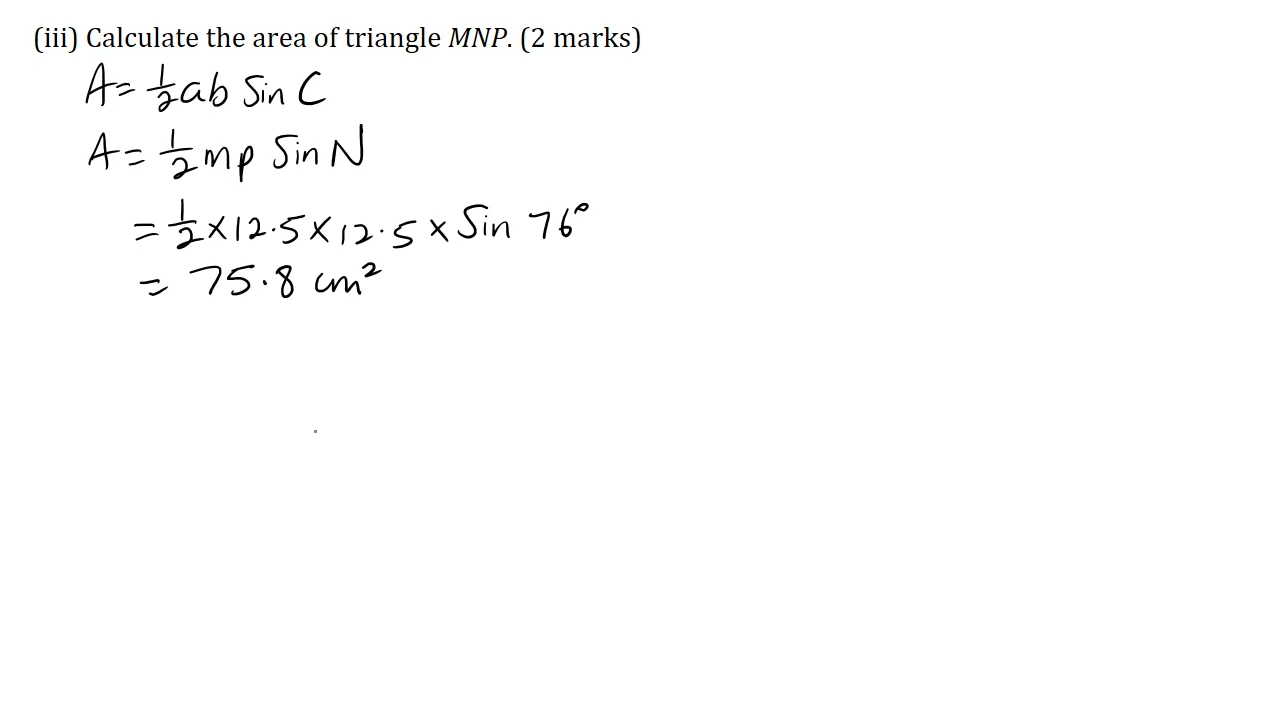 (iii) Calculate the area of triangle MNP. (2 marks)
A = ½ab Sin C
A = ½mp Sin N
= ½ × 12.5 × 12.5 × Sin 76°
= 75.8 cm²